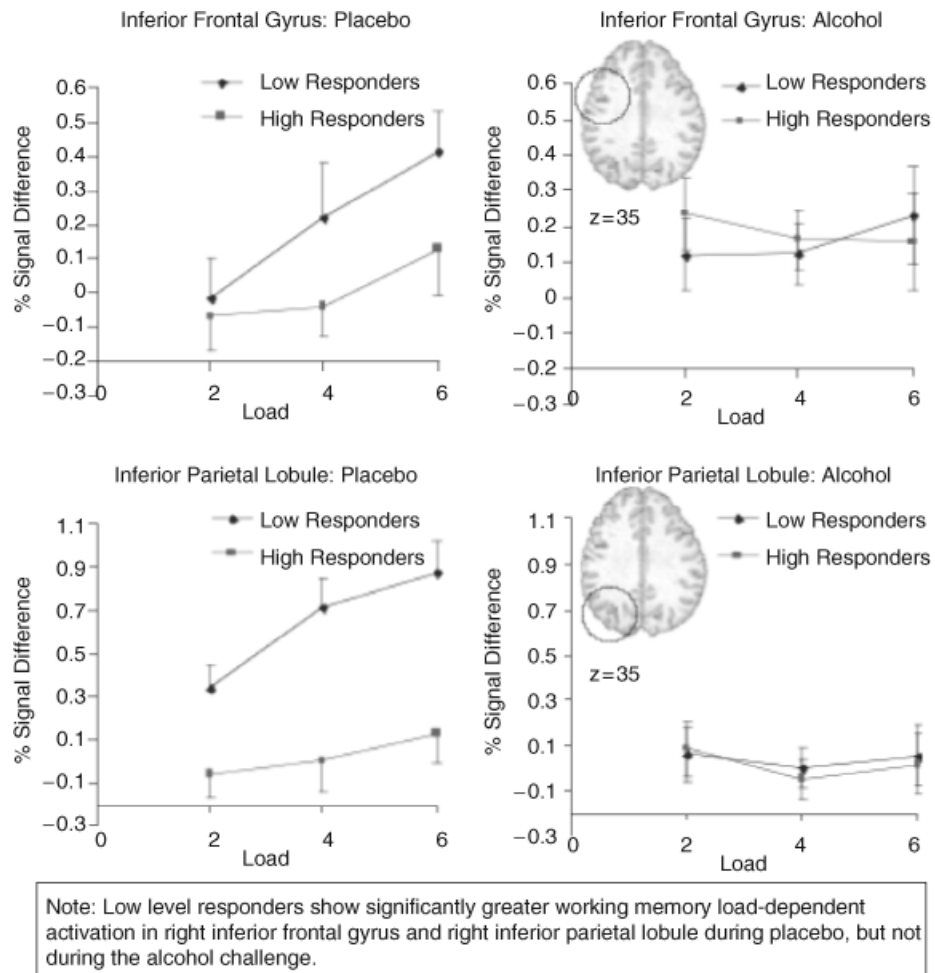 Inferior Frontal Gyrus: Placebo
Low Responders
High Responders
% Signal Difference
0.6
0.5
0.4
0.3
0.2
0.1
0
−0.1
−0.2
−0.3
0
2
4
6
Load
Inferior Frontal Gyrus: Alcohol
Low Responders
High Responders
z=35
% Signal Difference
0.6
0.5
0.4
0.3
0.2
0.1
0
−0.1
−0.2
−0.3
0
2
4
6
Load
Inferior Parietal Lobule: Placebo
Low Responders
High Responders
% Signal Difference
1.1
0.9
0.7
0.5
0.3
0.1
−0.1
−0.3
0
2
4
6
Load
Inferior Parietal Lobule: Alcohol
Low Responders
High Responders
z=35
% Signal Difference
1.1
0.9
0.7
0.5
0.3
0.1
−0.1
−0.3
0
2
4
6
Load
Note: Low level responders show significantly greater working memory load-dependent
activation in right inferior frontal gyrus and right inferior parietal lobule during placebo, but not
during the alcohol challenge.